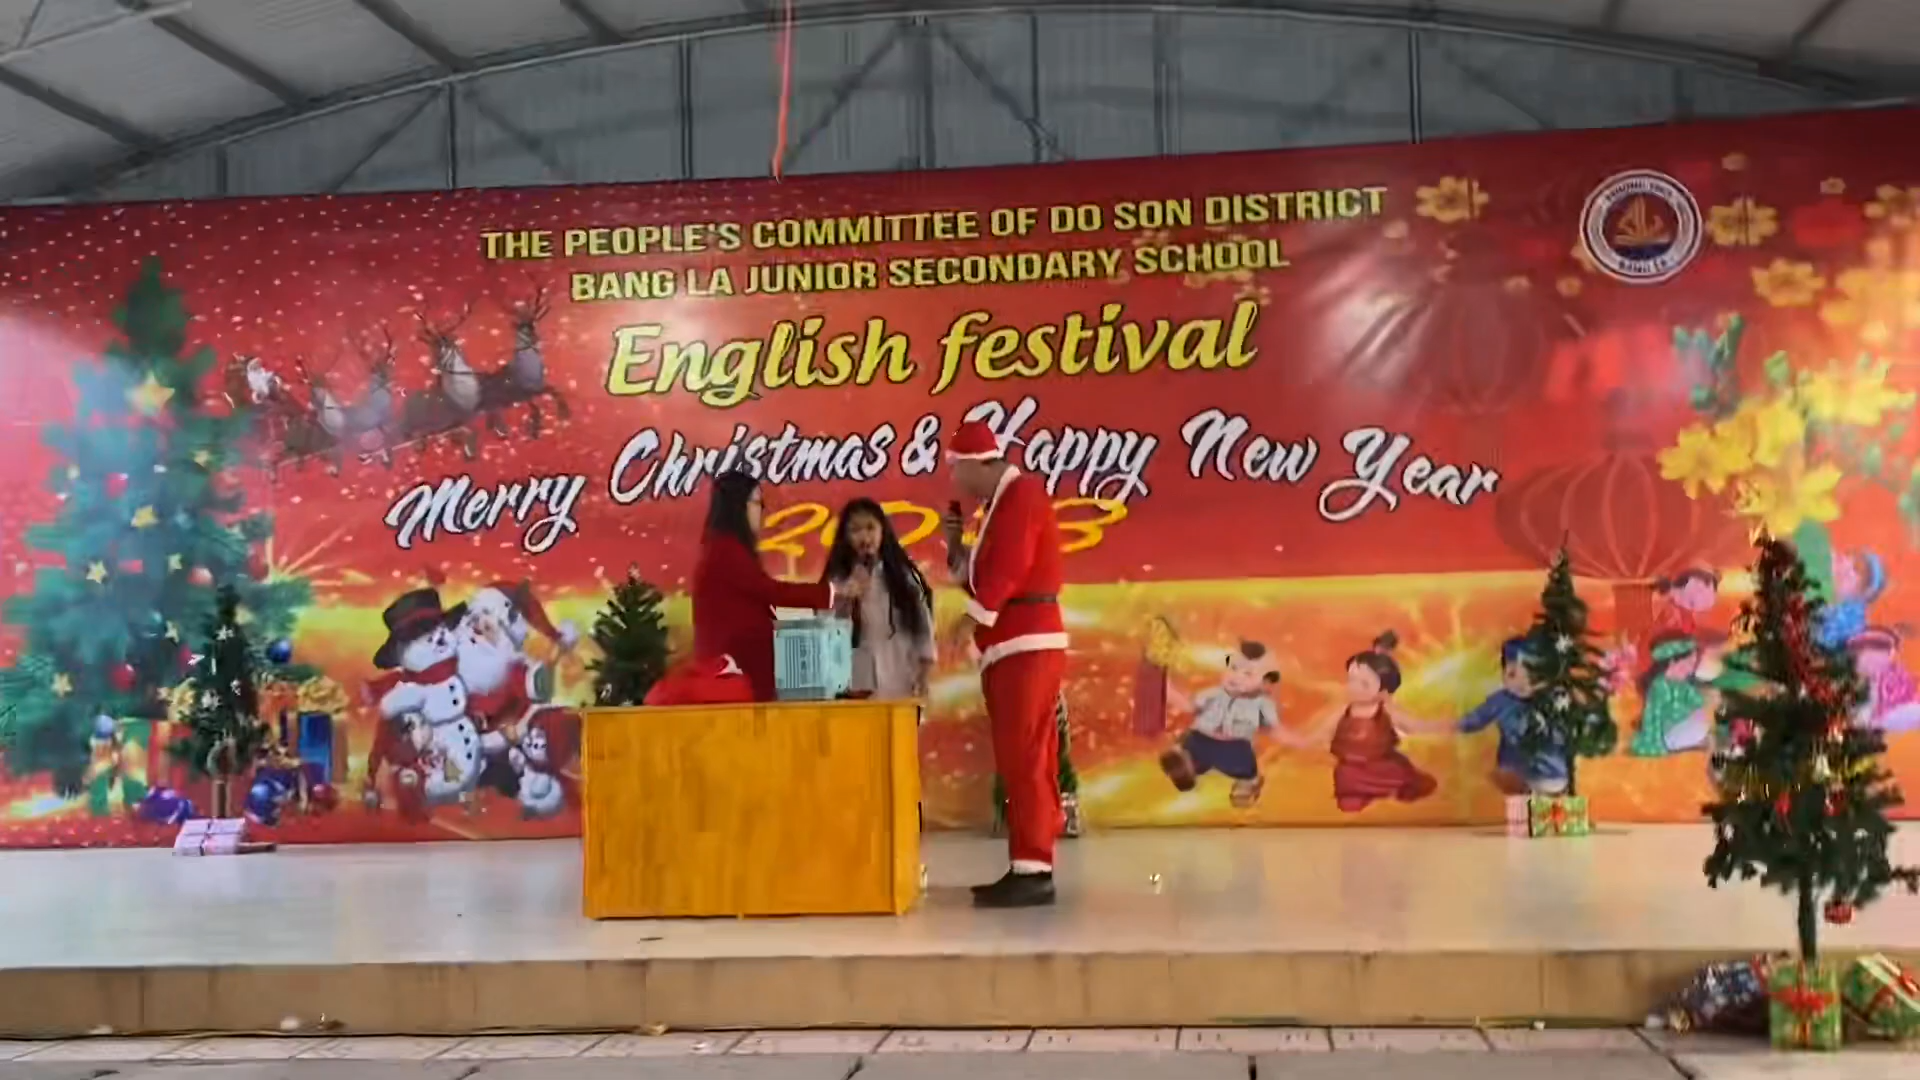 THE PEOPLE'S COMMITTEE OF DO SON DISTRICT
BANG LA JUNIOR SECONDARY SCHOOL
English festival
Merry Christmas & Happy New Year